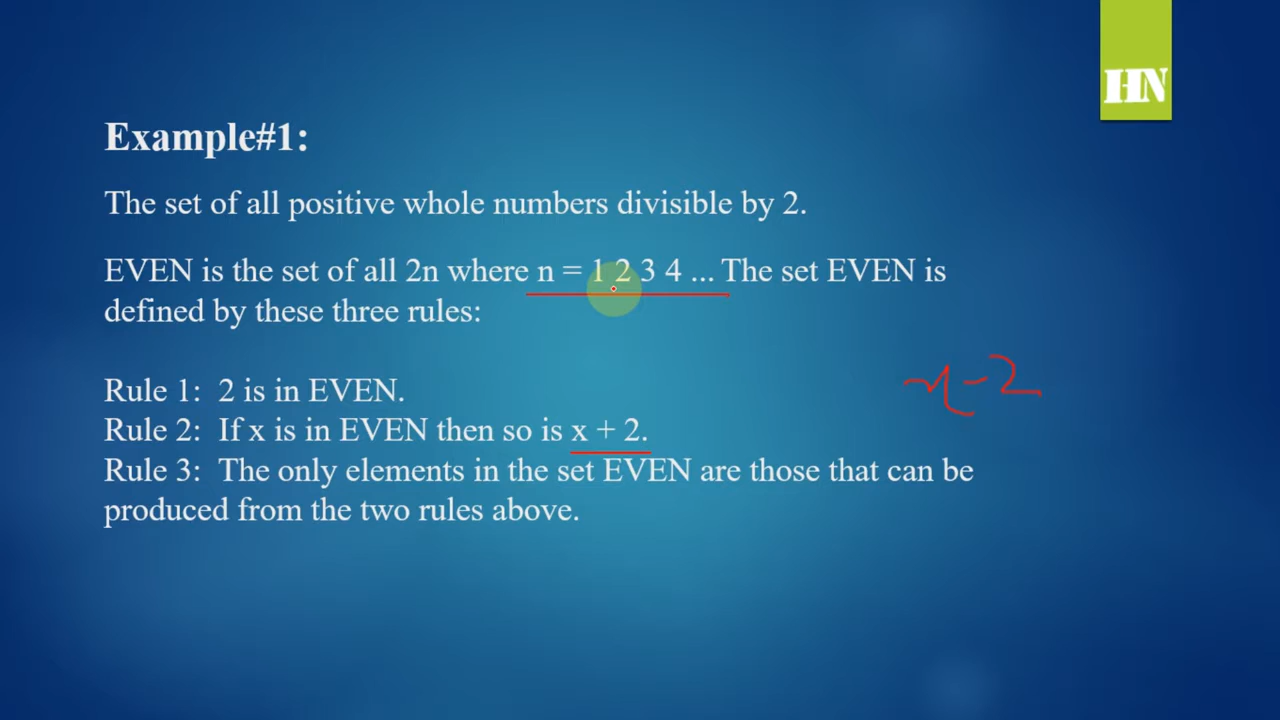 HN
Example#1:
The set of all positive whole numbers divisible by 2.
EVEN is the set of all 2n where n = 1 2 3 4 ... The set EVEN is
defined by these three rules:
Rule 1: 2 is in EVEN.
x-2
Rule 2: If x is in EVEN then so is x + 2.
Rule 3: The only elements in the set EVEN are those that can be
produced from the two rules above.